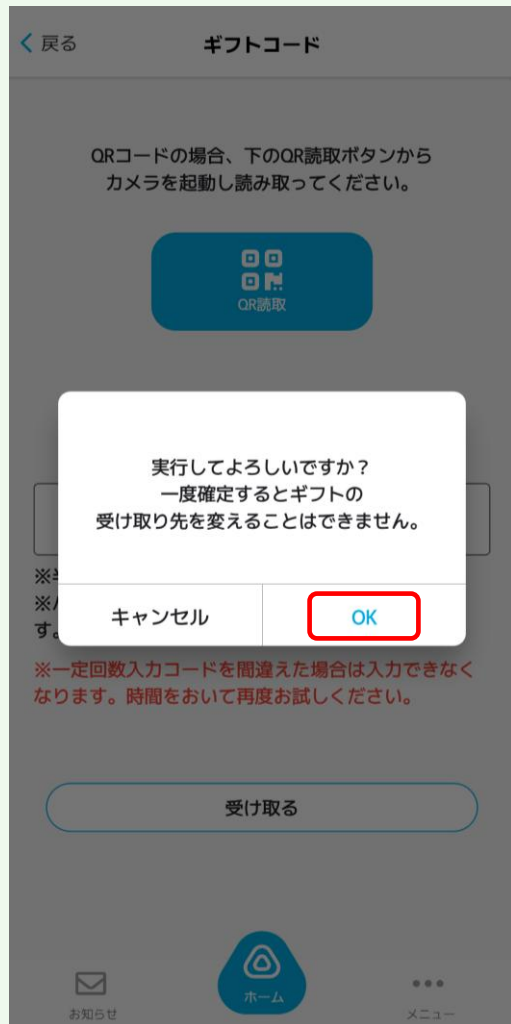 戻る
ギフトコード
QRコードの場合、下のQR読取ボタンから
カメラを起動し読み取ってください。
QR読取
実行してよろしいですか?
一度確定するとギフトの
受け取り先を変えることはできません。
※
※
す。
キャンセル
OK
※一定回数入力コードを間違えた場合は入力できなく
なります。時間をおいて再度お試しください。
受け取る
お知らせ
ホーム
メニュー